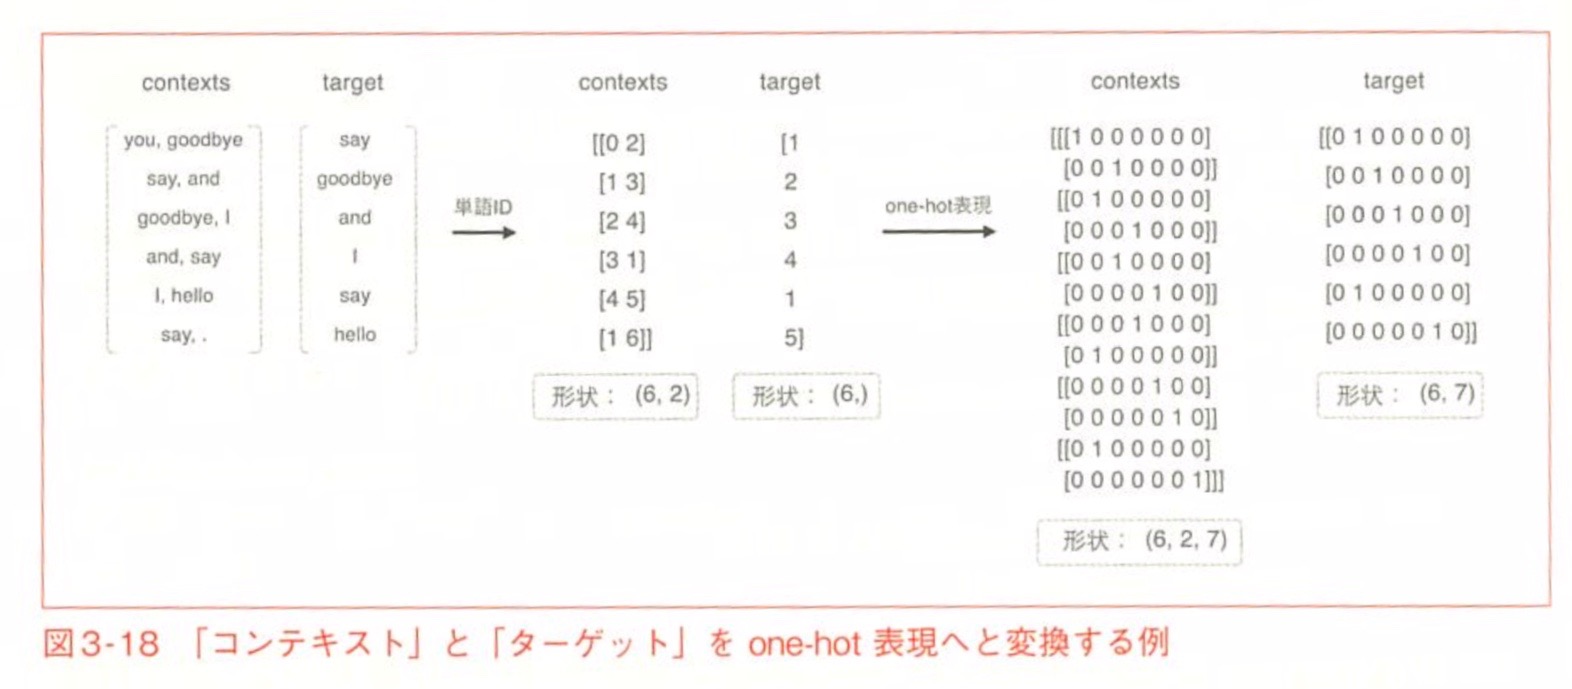 contexts target
you, goodbye say
say, and goodbye
goodbye, I and
and, say I
I, hello say
say, . hello
単語ID
contexts target
[[0 2] [1
[1 3] 2
[2 4] 3
[3 1] 4
[4 5] 1
[1 6]] 5]
形状： (6, 2) 形状： (6,)
one-hot表現
contexts
[[[1 0 0 0 0 0 0]
[0 0 1 0 0 0 0]]
[[0 1 0 0 0 0 0]
[0 0 0 1 0 0 0]]
[[0 0 1 0 0 0 0]
[0 0 0 0 1 0 0]]
[[0 0 0 1 0 0 0]
[0 1 0 0 0 0 0]]
[[0 0 0 0 1 0 0]
[0 0 0 0 0 1 0]]
[[0 1 0 0 0 0 0]
[0 0 0 0 0 0 1]]]
形状： (6, 2, 7)
target
[[0 1 0 0 0 0 0]
[0 0 1 0 0 0 0]
[0 0 0 1 0 0 0]
[0 0 0 0 1 0 0]
[0 1 0 0 0 0 0]
[0 0 0 0 0 1 0]]
形状： (6, 7)
図3-18 「コンテキスト」と「ターゲット」を one-hot 表現へと変換する例